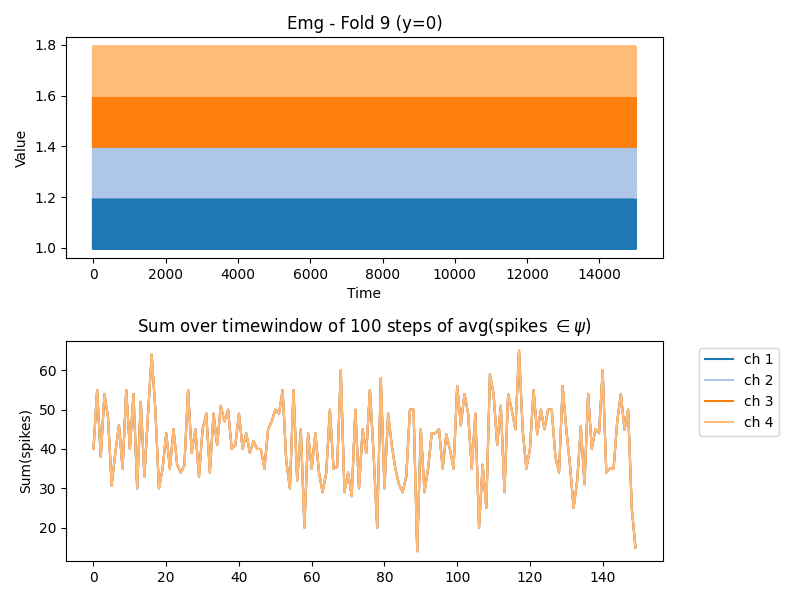 Emg - Fold 9 (y=0)
Value
1.8
1.6
1.4
1.2
1.0
0 2000 4000 6000 8000 10000 12000 14000
Time
Sum over timewindow of 100 steps of avg(spikes ∈ ψ)
Sum(spikes)
60
50
40
30
20
0 20 40 60 80 100 120 140
ch 1
ch 2
ch 3
ch 4